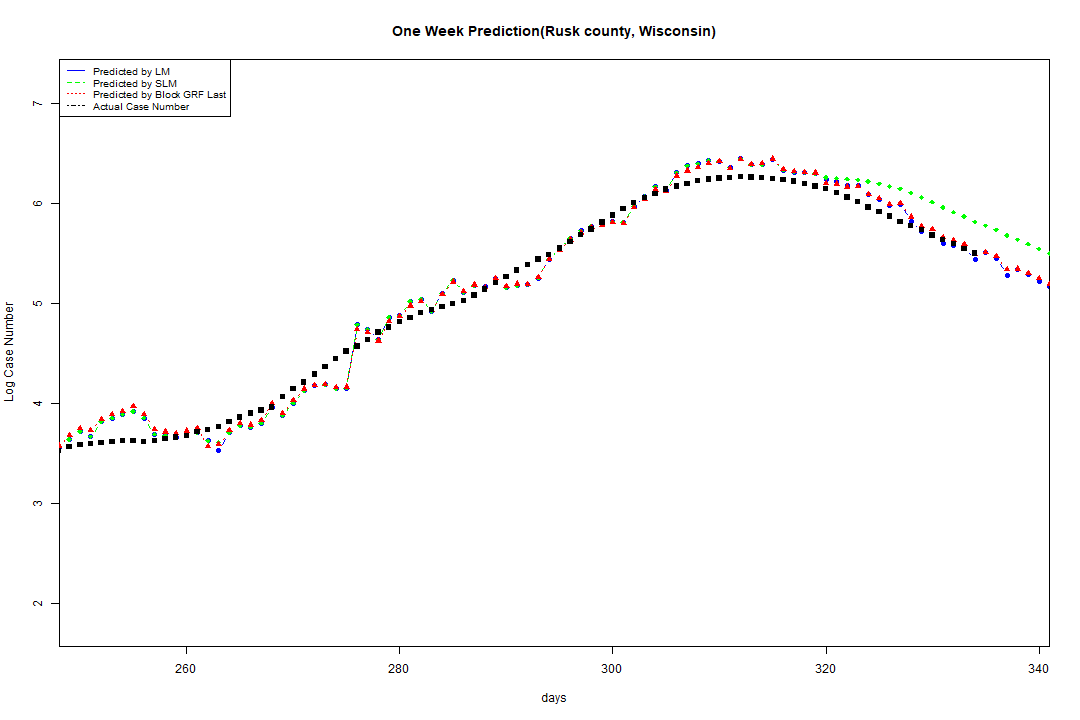 One Week Prediction(Rusk county, Wisconsin)
Predicted by LM
Predicted by SLM
Predicted by Block GRF Last
Actual Case Number
7
6
5
4
3
2
Log Case Number
260
280
300
320
340
days